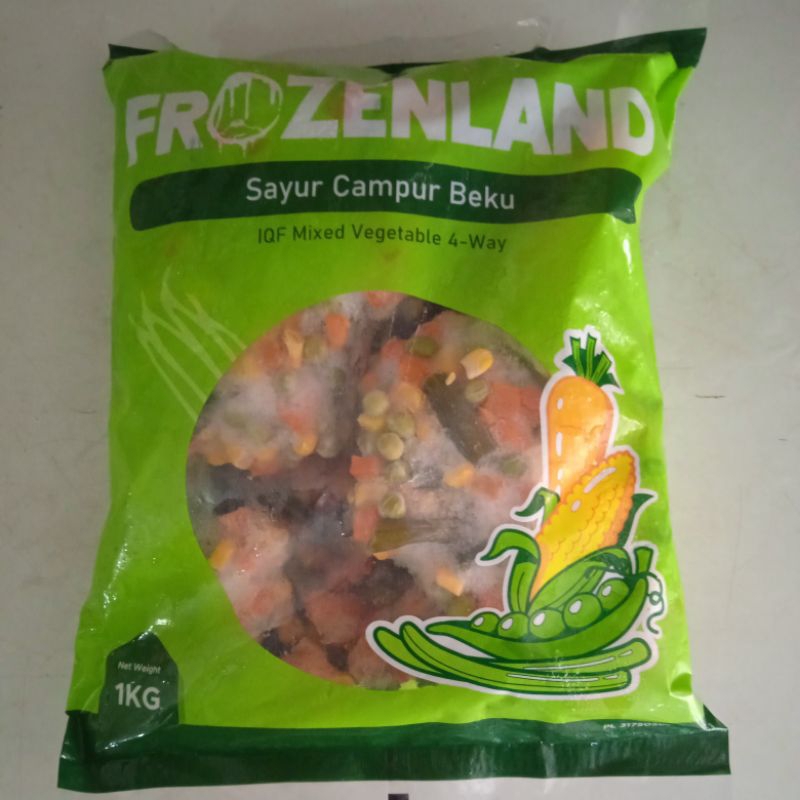 FROZENLAND
Sayur Campur Beku
IQF Mixed Vegetable 4-Way
Net Weight
1KG